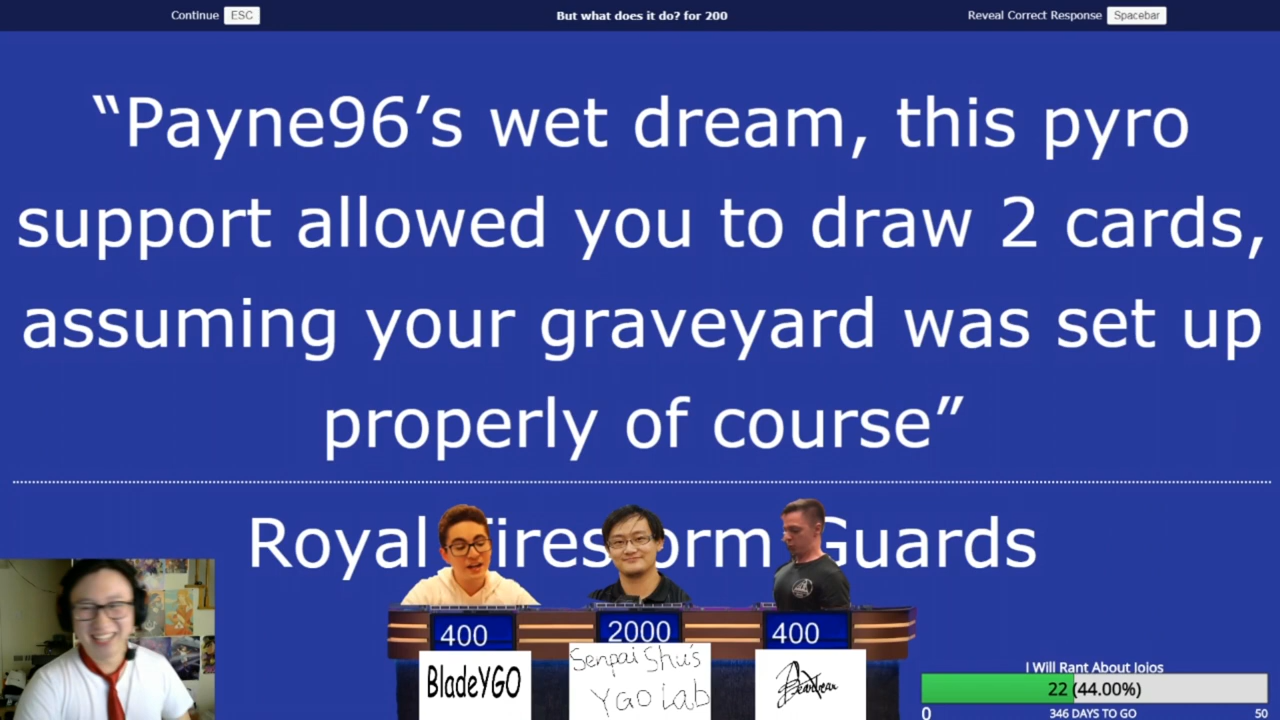 Continue ESC
But what does it do? for 200
Reveal Correct Response Spacebar
“Payne96’s wet dream, this pyro
support allowed you to draw 2 cards,
assuming your graveyard was set up
properly of course”
Royal Firestorm Guards
400
2000
400
BladeYGO
Senpai Shu's
YGO Lab
I Will Rant About Jojos
22 (44.00%)
0
346 DAYS TO GO
50